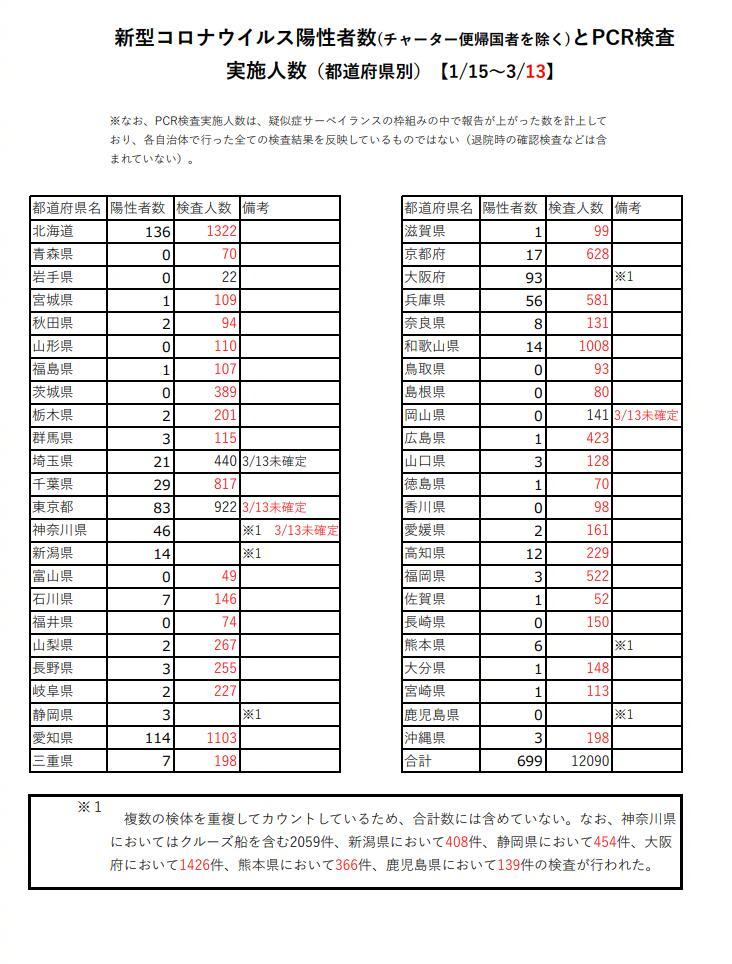 新型コロナウイルス陽性者数(チャーター便帰国者を除く)とPCR検査
実施人数（都道府県別）【1/15～3/13】
※なお、PCR検査実施人数は、疑似症サーベイランスの枠組みの中で報告が上がった数を計上して
おり、各自治体で行った全ての検査結果を反映しているものではない（退院時の確認検査などは含
まれていない）。
都道府県名 陽性者数 検査人数 備考
北海道 136 1322
青森県 0 70
岩手県 0 22
宮城県 1 109
秋田県 2 94
山形県 0 110
福島県 1 107
茨城県 0 389
栃木県 2 201
群馬県 3 115
埼玉県 21 440 3/13未確定
千葉県 29 817
東京都 83 922 3/13未確定
神奈川県 46 ※1 3/13未確定
新潟県 14 ※1
富山県 0 49
石川県 7 146
福井県 0 74
山梨県 2 267
長野県 3 255
岐阜県 2 227
静岡県 3 ※1
愛知県 114 1103
三重県 7 198
都道府県名 陽性者数 検査人数 備考
滋賀県 1 99
京都府 17 628
大阪府 93 ※1
兵庫県 56 581
奈良県 8 131
和歌山県 14 1008
鳥取県 0 93
島根県 0 80
岡山県 0 141 3/13未確定
広島県 1 423
山口県 3 128
徳島県 1 70
香川県 0 98
愛媛県 2 161
高知県 12 229
福岡県 3 522
佐賀県 1 52
長崎県 0 150
熊本県 6 ※1
大分県 1 148
宮崎県 1 113
鹿児島県 0 ※1
沖縄県 3 198
合計 699 12090
※１
複数の検体を重複してカウントしているため、合計数には含めていない。なお、神奈川県
においてはクルーズ船を含む2059件、新潟県において408件、静岡県において454件、大阪
府において1426件、熊本県において366件、鹿児島県において139件の検査が行われた。